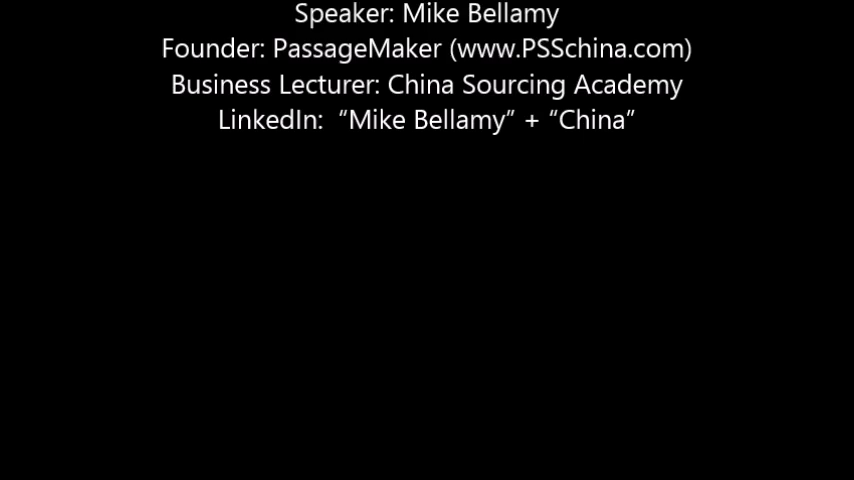 Speaker: Mike Bellamy
Founder: PassageMaker (www.PSSchina.com)
Business Lecturer: China Sourcing Academy
LinkedIn:  “Mike Bellamy” + “China”